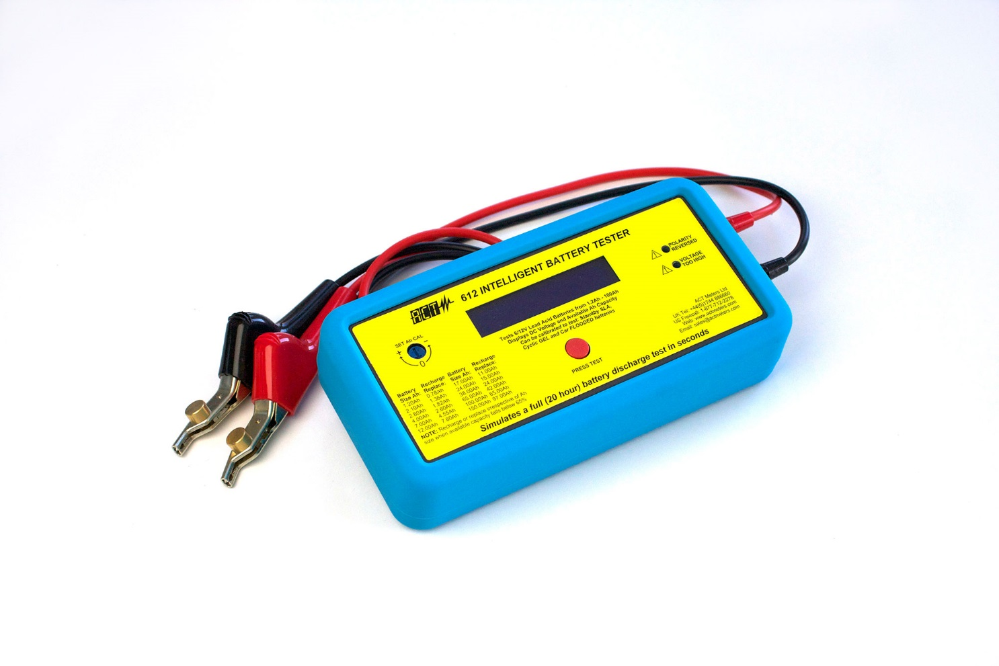 ACT
612 INTELLIGENT BATTERY TESTER
Tests 6/12V Lead Acid Batteries from 1.2Ah - 100Ah
Displays DC Voltage and Available Ah Capacity
Can be calibrated to test: Standby SLA,
Cyclic GEL and Car FLOODED batteries
POLARITY
REVERSED
VOLTAGE
TOO HIGH
SET Ah CAL
+ -
0
PRESS TEST
ACT Meters Ltd
UK Tel: +44(0)1744 886660
US Freecall: 1-877-712-2278
Web: www.actmeters.com
Email: sales@actmeters.com
Battery Recharge Battery Recharge
Size Ah: Replace: Size Ah: Replace:
1.20Ah 0.78Ah 17.00Ah 11.00Ah
2.10Ah 1.36Ah 24.00Ah 15.00Ah
2.80Ah 1.82Ah 38.00Ah 24.00Ah
4.00Ah 2.60Ah 65.00Ah 42.00Ah
7.00Ah 4.55Ah 100.00Ah 65.00Ah
12.00Ah 7.80Ah 150.00Ah 97.00Ah
NOTE: Recharge or replace irrespective of Ah
size when available capacity falls below 65%
Simulates a full (20 hour) battery discharge test in seconds